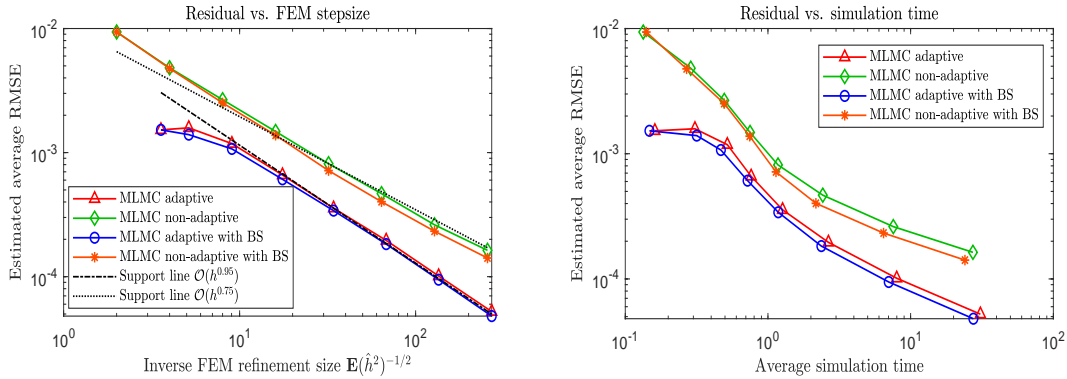 Residual vs. FEM stepsize
Estimated average RMSE
10^-2
10^-3
10^-4
MLMC adaptive
MLMC non-adaptive
MLMC adaptive with BS
MLMC non-adaptive with BS
Support line 𝒪(h^0.95)
Support line 𝒪(h^0.75)
10^0
10^1
10^2
Inverse FEM refinement size E(ĥ^2)^-1/2
Residual vs. simulation time
Estimated average RMSE
10^-2
10^-3
10^-4
MLMC adaptive
MLMC non-adaptive
MLMC adaptive with BS
MLMC non-adaptive with BS
10^-1
10^0
10^1
10^2
Average simulation time